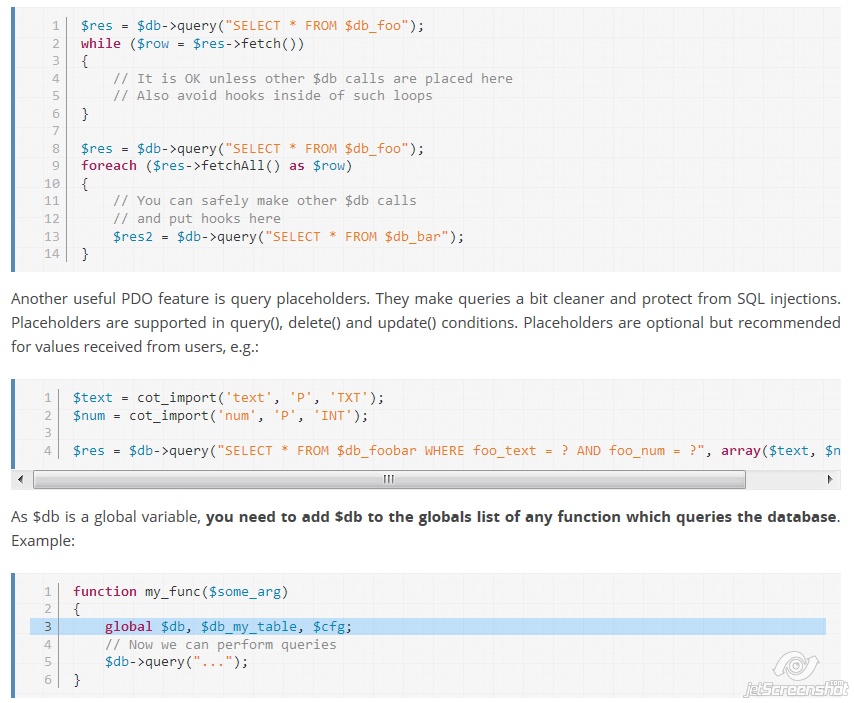 1 $res = $db->query("SELECT * FROM $db_foo");
2 while ($row = $res->fetch())
3 {
4 // It is OK unless other $db calls are placed here
5 // Also avoid hooks inside of such loops
6 }
7
8 $res = $db->query("SELECT * FROM $db_foo");
9 foreach ($res->fetchAll() as $row)
10 {
11 // You can safely make other $db calls
12 // and put hooks here
13 $res2 = $db->query("SELECT * FROM $db_bar");
14 }
Another useful PDO feature is query placeholders. They make queries a bit cleaner and protect from SQL injections.
Placeholders are supported in query(), delete() and update() conditions. Placeholders are optional but recommended
for values received from users, e.g.:
1 $text = cot_import('text', 'P', 'TXT');
2 $num = cot_import('num', 'P', 'INT');
3
4 $res = $db->query("SELECT * FROM $db_foobar WHERE foo_text = ? AND foo_num = ?", array($text, $n
As $db is a global variable, you need to add $db to the globals list of any function which queries the database.
Example:
1 function my_func($some_arg)
2 {
3 global $db, $db_my_table, $cfg;
4 // Now we can perform queries
5 $db->query("...");
6 }
jetScreenshot.com